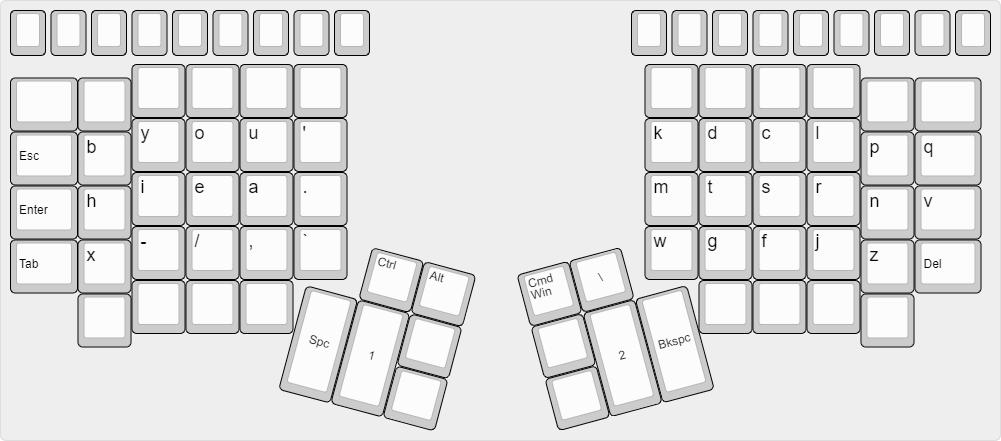 y o u ' k d c l
Esc b p q
i e a . m t s r
Enter h n v
- / , ` w g f j
Tab x z Del
Ctrl Alt Cmd \
Win
Spc 1 2 Bkspc